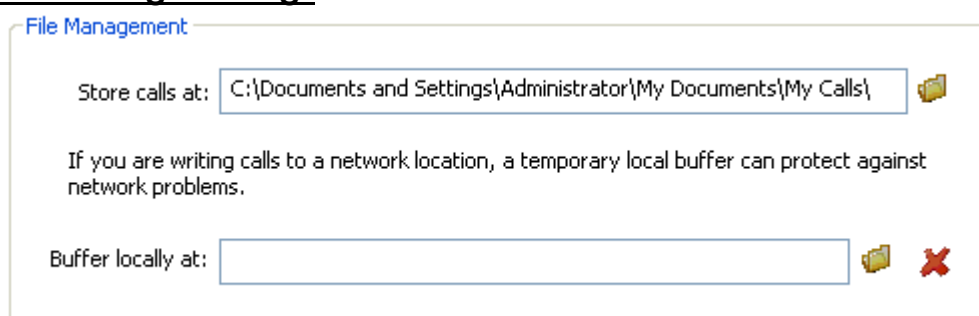 File Management
Store calls at: C:\Documents and Settings\Administrator\My Documents\My Calls\
If you are writing calls to a network location, a temporary local buffer can protect against
network problems.
Buffer locally at: